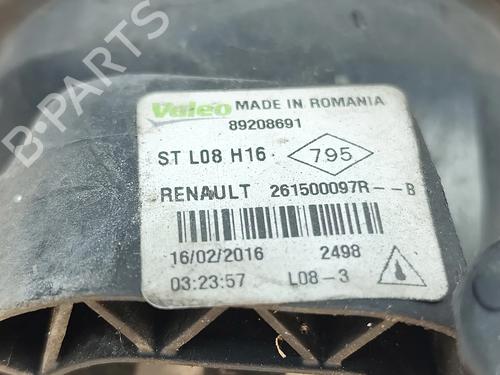 B-PARTS
Valeo MADE IN ROMANIA
89208691
ST L08 H16 795
RENAULT 261500097R--B
16/02/2016 2498
03:23:57 L08-3